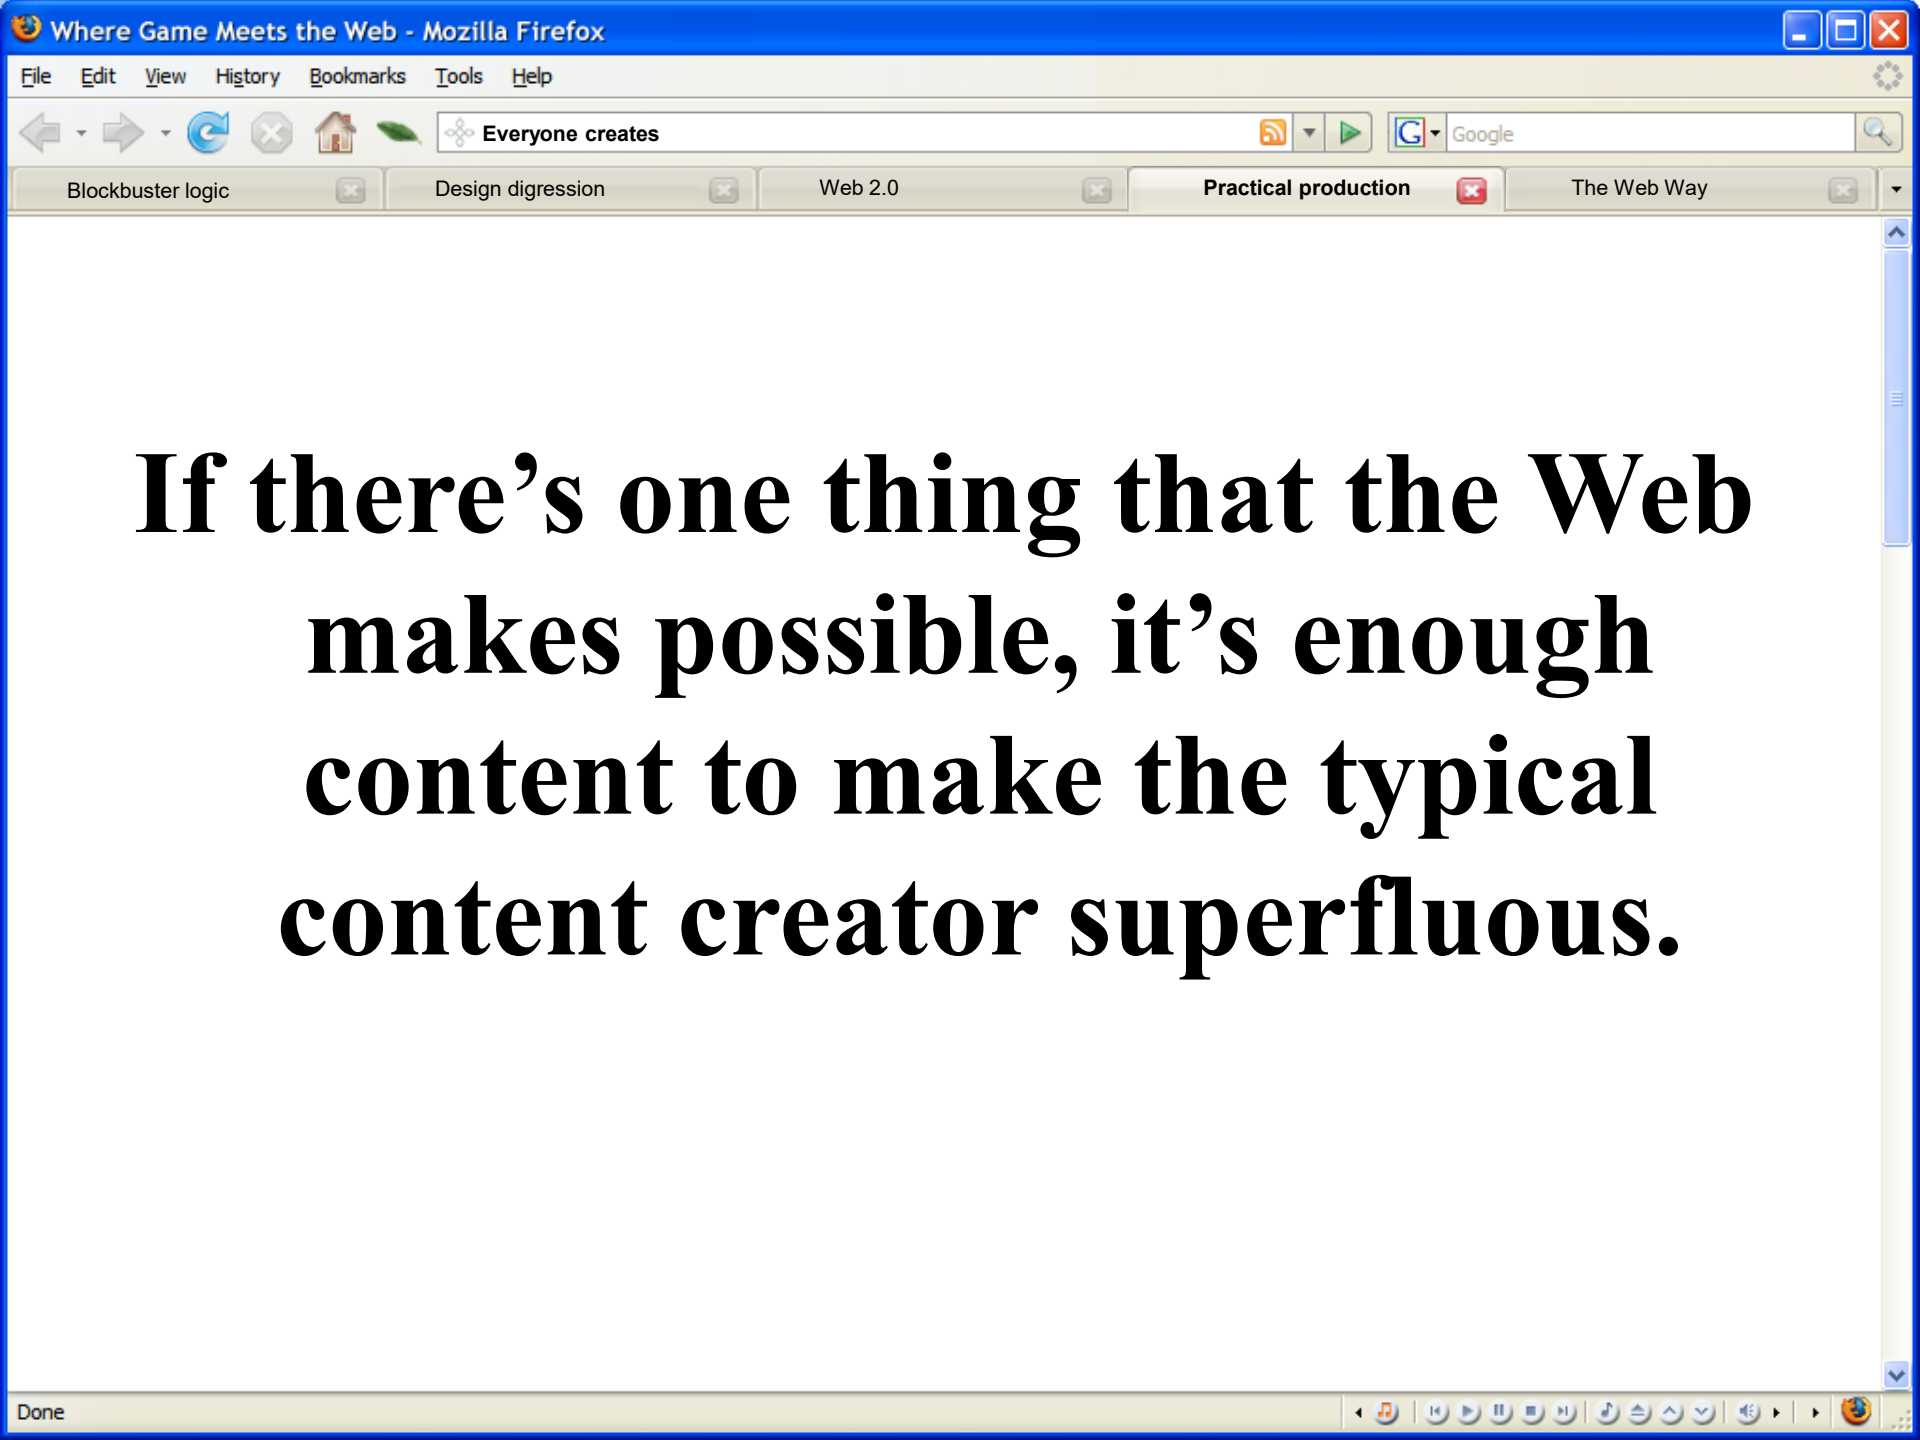 Where Game Meets the Web - Mozilla Firefox
File Edit View History Bookmarks Tools Help
Everyone creates
G Google
Blockbuster logic Design digression Web 2.0 Practical production The Web Way
If there’s one thing that the Web
makes possible, it’s enough
content to make the typical
content creator superfluous.
Done